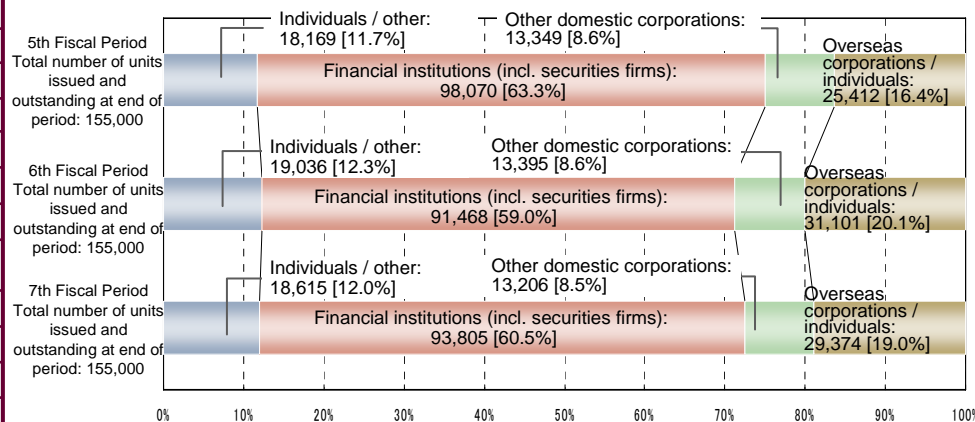 Individuals / other:
18,169 [11.7%]
Other domestic corporations:
13,349 [8.6%]
5th Fiscal Period
Total number of units
issued and
outstanding at end of
period: 155,000
Financial institutions (incl. securities firms):
98,070 [63.3%]
Overseas
corporations /
individuals:
25,412 [16.4%]
Individuals / other:
19,036 [12.3%]
Other domestic corporations:
13,395 [8.6%]
6th Fiscal Period
Total number of units
issued and
outstanding at end of
period: 155,000
Financial institutions (incl. securities firms):
91,468 [59.0%]
Overseas
corporations /
individuals:
31,101 [20.1%]
Individuals / other:
18,615 [12.0%]
Other domestic corporations:
13,206 [8.5%]
7th Fiscal Period
Total number of units
issued and
outstanding at end of
period: 155,000
Financial institutions (incl. securities firms):
93,805 [60.5%]
Overseas
corporations /
individuals:
29,374 [19.0%]
0% 10% 20% 30% 40% 50% 60% 70% 80% 90% 100%